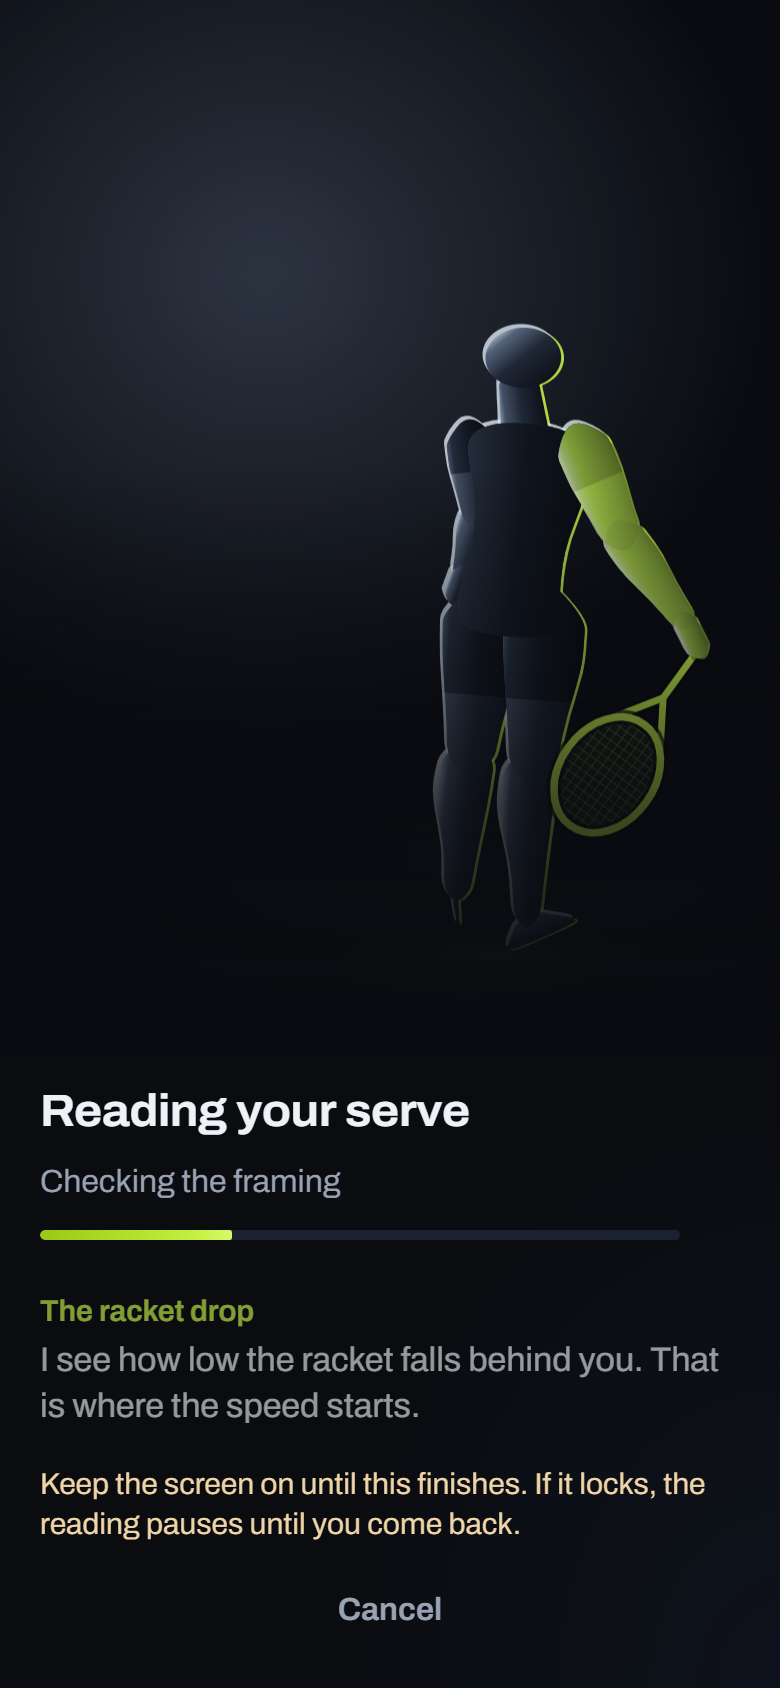 Reading your serve
Checking the framing
The racket drop
I see how low the racket falls behind you. That
is where the speed starts.
Keep the screen on until this finishes. If it locks, the
reading pauses until you come back.
Cancel